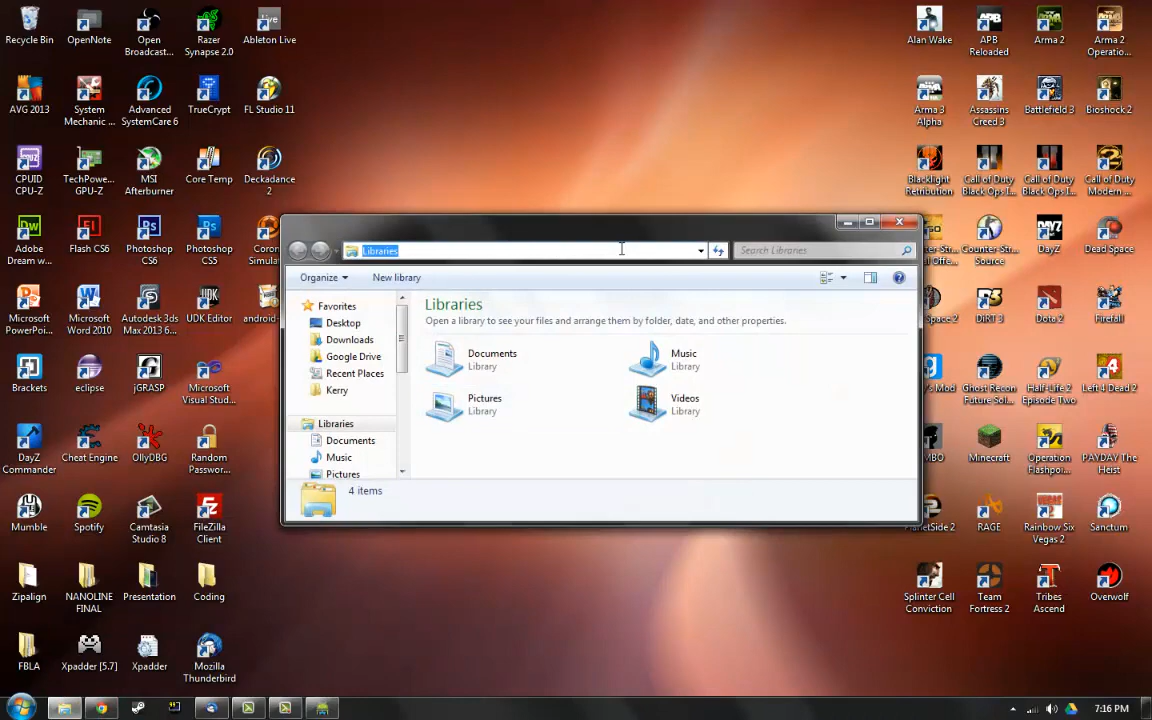 Recycle Bin
OpenNote
Open Broadcast...
Razer Synapse 2.0
Live
Ableton Live
AVG 2013
System Mechanic ...
Advanced SystemCare 6
TrueCrypt
FL Studio 11
CPUID CPU-Z
TechPowe... GPU-Z
MSI Afterburner
Core Temp
Deckadance 2
Adobe Dream w...
Flash CS6
Photoshop CS6
Photoshop CS5
Coron
Simulat
Microsoft PowerPoi...
Microsoft Word 2010
Autodesk 3ds Max 2013 6...
UDK Editor
android-
Brackets
eclipse
jGRASP
Microsoft Visual Stud...
DayZ Commander
Cheat Engine
OllyDBG
Random Passwor...
Mumble
Spotify
Camtasia Studio 8
FileZilla Client
Zipalign
NANOLINE FINAL
Presentation
Coding
FBLA
Xpadder [5.7]
Xpadder
Mozilla Thunderbird
Libraries
Search Libraries
Organize
New library
Favorites
Desktop
Downloads
Google Drive
Recent Places
Kerry
Libraries
Documents
Music
Pictures
Libraries
Open a library to see your files and arrange them by folder, date, and other properties.
Documents
Library
Music
Library
Pictures
Library
Videos
Library
4 items
Alan Wake
APB Reloaded
Arma 2
Arma 2 Operatio...
Arma 3 Alpha
Assassins Creed 3
Battlefield 3
Bioshock 2
Blacklight Retribution
Call of Duty Black Ops I...
Call of Duty Black Ops I...
Call of Duty Modern ...
Counter-Str... Source
DayZ
Dead Space
Space 2
DiRT 3
Dota 2
Firefall
's Mod
Ghost Recon Future Sol...
Half-Life 2 Episode Two
Left 4 Dead 2
MBO
Minecraft
Operation Flashpoi...
PAYDAY The Heist
PlanetSide 2
RAGE
Rainbow Six Vegas 2
Sanctum
Splinter Cell Conviction
Team Fortress 2
Tribes Ascend
Overwolf
7:16 PM